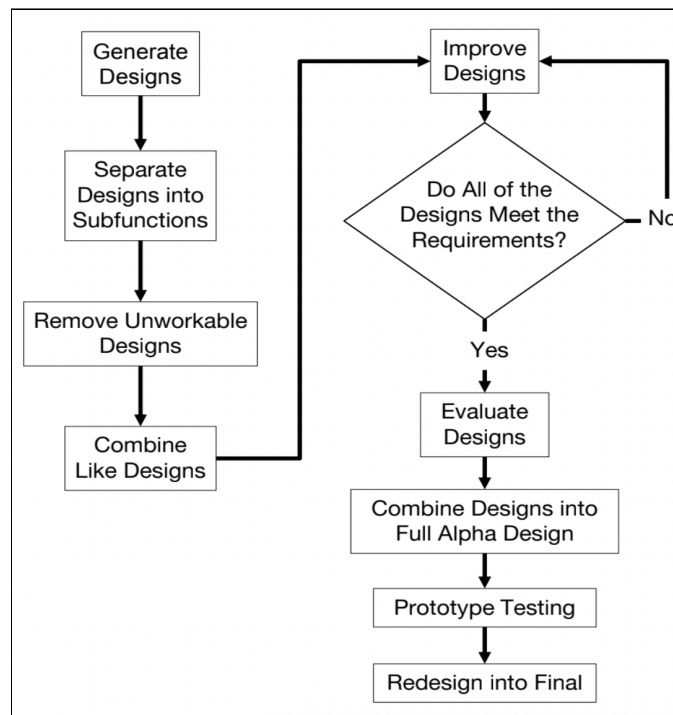 Generate
Designs
Separate
Designs into
Subfunctions
Remove Unworkable
Designs
Combine
Like Designs
Improve
Designs
Do All of the
Designs Meet the
Requirements?
No
Yes
Evaluate
Designs
Combine Designs into
Full Alpha Design
Prototype Testing
Redesign into Final